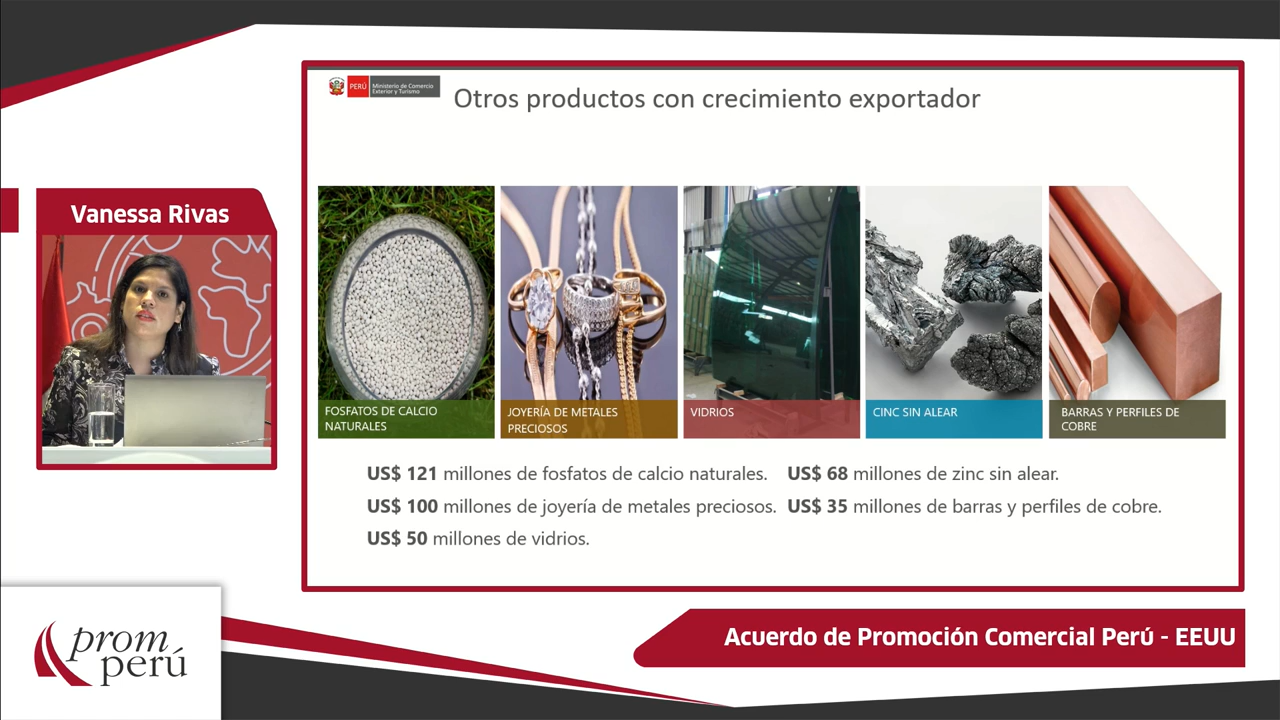 PERÚ
Ministerio de Comercio
Exterior y Turismo
Otros productos con crecimiento exportador
Vanessa Rivas
FOSFATOS DE CALCIO
NATURALES
JOYERÍA DE METALES
PRECIOSOS
VIDRIOS
CINC SIN ALEAR
BARRAS Y PERFILES DE
COBRE
US$ 121 millones de fosfatos de calcio naturales.
US$ 100 millones de joyería de metales preciosos.
US$ 50 millones de vidrios.
US$ 68 millones de zinc sin alear.
US$ 35 millones de barras y perfiles de cobre.
Acuerdo de Promoción Comercial Perú - EEUU
prom
perú